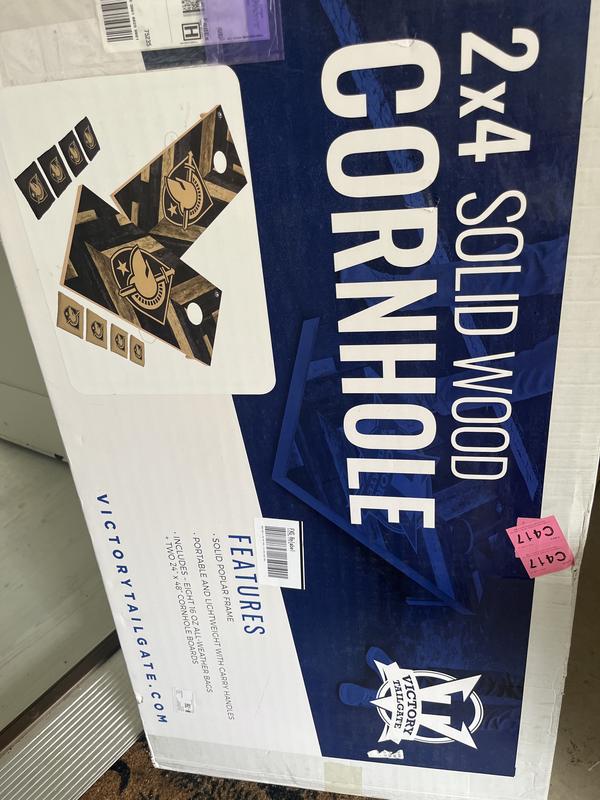 2x4 SOLID WOOD
CORNHOLE
FEATURES
· SOLID POPLAR FRAME
· PORTABLE AND LIGHTWEIGHT WITH CARRY HANDLES
· INCLUDES - EIGHT 16 OZ ALL-WEATHER BAGS
+ TWO 24" X 48" CORNHOLE BOARDS
VICTORYTAILGATE.COM
VICTORY
TAILGATE
C417
C417
H
75235